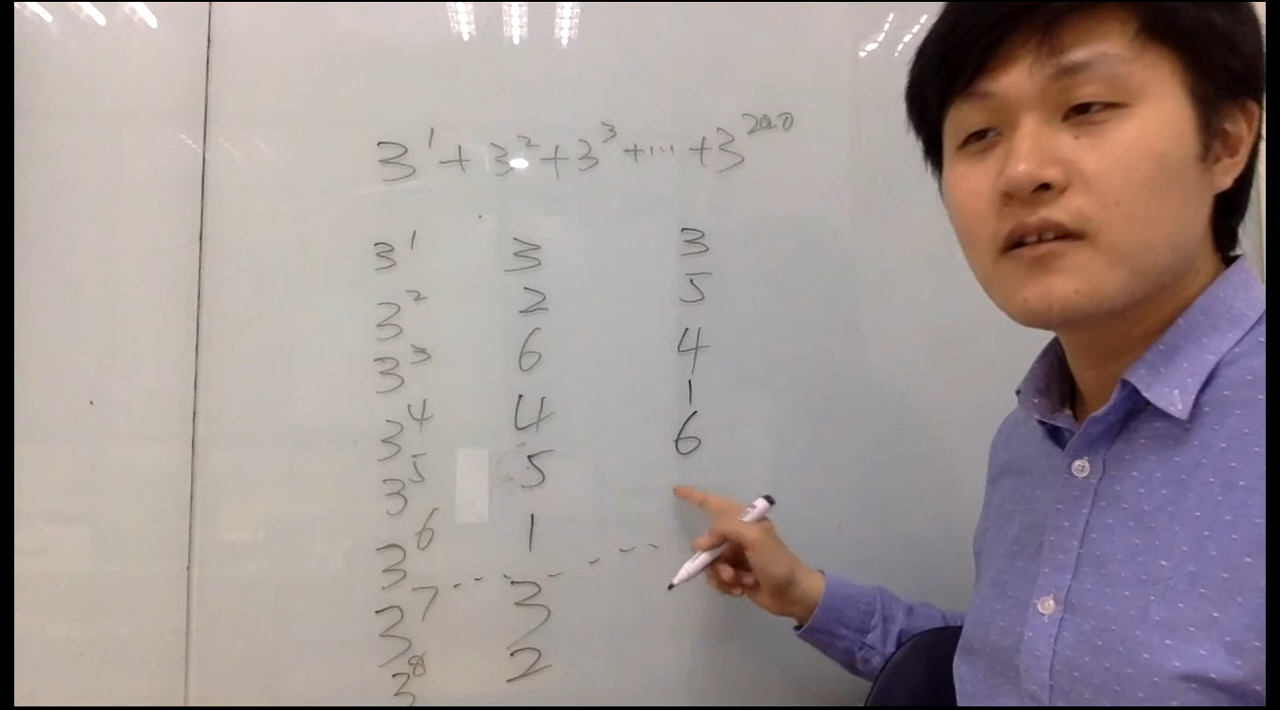 3¹ + 3² + 3³ + ... + 3²⁰²⁰
3¹ 3 3
3² 2 5
3³ 6 4
3⁴ 4 1
3⁵ 5 6
3⁶ 1
3⁷ 3
3⁸ 2